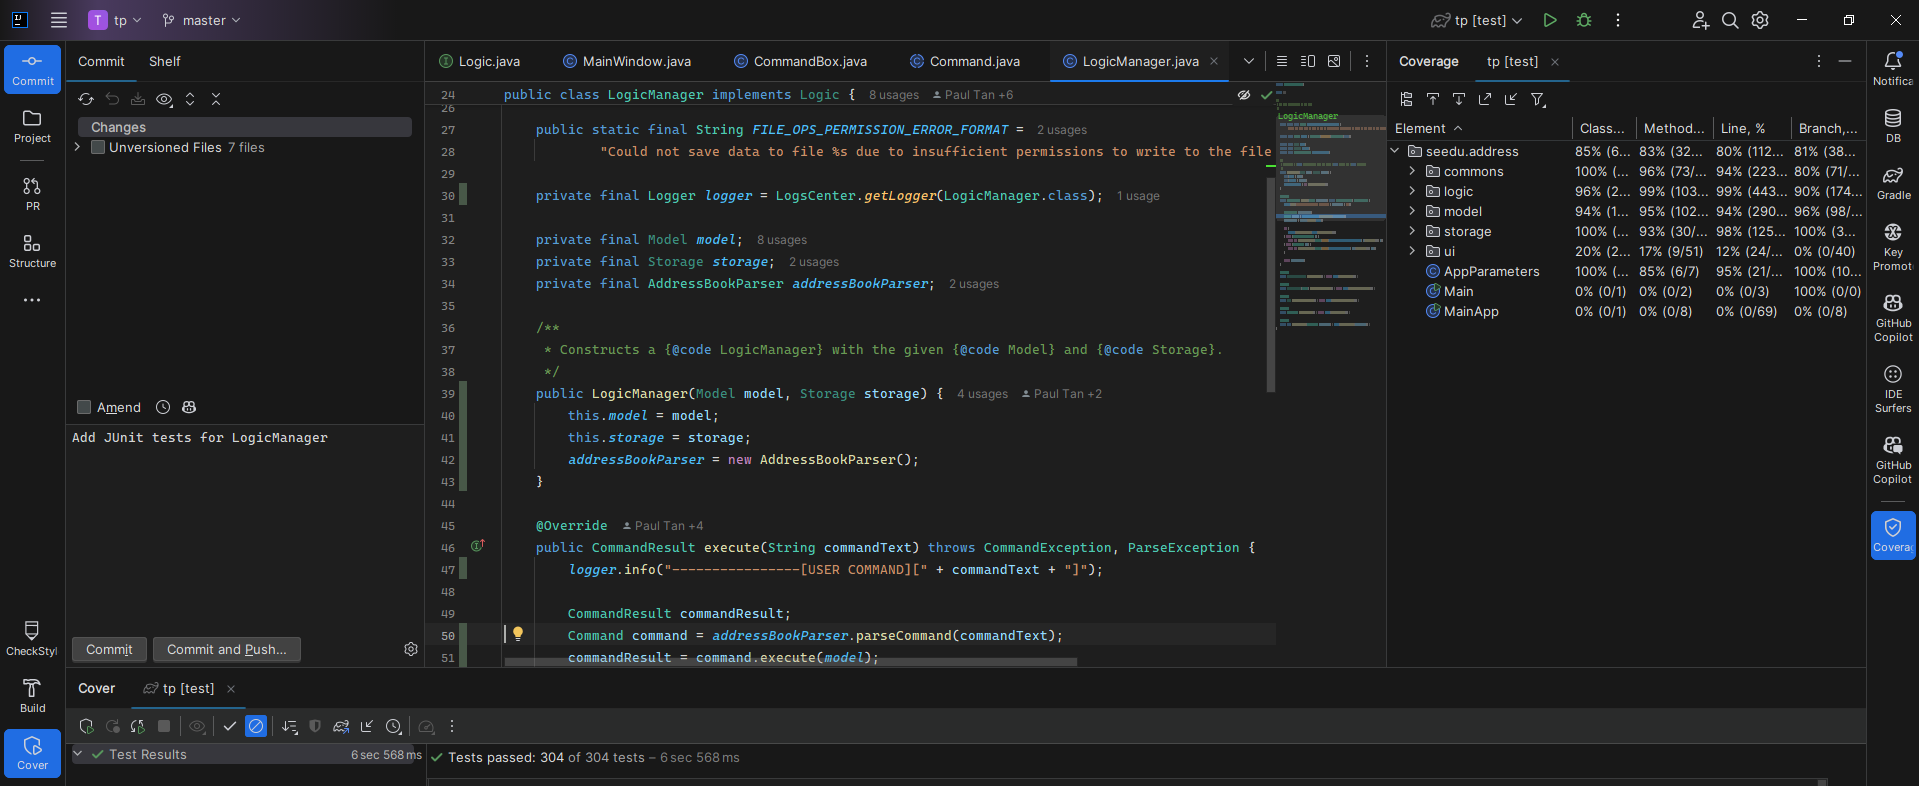 T tp master tp [test]
Commit
Project
PR
Structure
CheckStyl
Build
Cover
Commit Shelf
Changes
Unversioned Files 7 files
Amend
Add JUnit tests for LogicManager
Commit Commit and Push...
Logic.java MainWindow.java CommandBox.java Command.java LogicManager.java
24 public class LogicManager implements Logic { 8 usages Paul Tan +6
26
27 public static final String FILE_OPS_PERMISSION_ERROR_FORMAT = 2 usages
28 "Could not save data to file %s due to insufficient permissions to write to the file
29
30 private final Logger logger = LogsCenter.getLogger(LogicManager.class); 1 usage
31
32 private final Model model; 8 usages
33 private final Storage storage; 2 usages
34 private final AddressBookParser addressBookParser; 2 usages
35
36 /**
37 * Constructs a {@code LogicManager} with the given {@code Model} and {@code Storage}.
38 */
39 public LogicManager(Model model, Storage storage) { 4 usages Paul Tan +2
40 this.model = model;
41 this.storage = storage;
42 addressBookParser = new AddressBookParser();
43 }
44
45 @Override Paul Tan +4
46 public CommandResult execute(String commandText) throws CommandException, ParseException {
47 logger.info("----------------[USER COMMAND][" + commandText + "]");
48
49 CommandResult commandResult;
50 Command command = addressBookParser.parseCommand(commandText);
51 commandResult = command.execute(model);
LogicManager
Coverage tp [test]
Element Class... Method... Line, % Branch,...
seedu.address 85% (6... 83% (32... 80% (112... 81% (38...
commons 100% (... 96% (73/... 94% (223... 80% (71/...
logic 96% (2... 99% (103... 99% (443... 90% (174...
model 94% (1... 95% (102... 94% (290... 96% (98/...
storage 100% (... 93% (30/... 98% (125... 100% (3...
ui 20% (2... 17% (9/51) 12% (24/... 0% (0/40)
AppParameters 100% (... 85% (6/7) 95% (21/... 100% (10...
Main 0% (0/1) 0% (0/2) 0% (0/3) 100% (0/0)
MainApp 0% (0/1) 0% (0/8) 0% (0/69) 0% (0/8)
Notifica
DB
Gradle
Key
Promot
GitHub
Copilot
IDE
Surfers
GitHub
Copilot
Coverag
Cover tp [test]
Test Results 6 sec 568 ms
Tests passed: 304 of 304 tests – 6 sec 568 ms